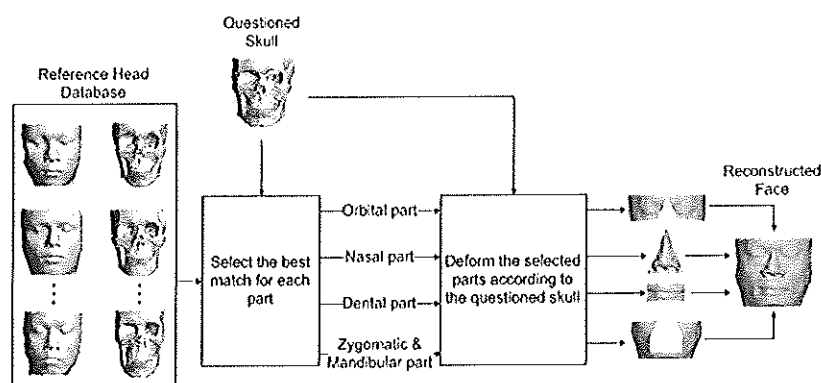 Questioned
Skull
Reference Head
Database
Reconstructed
Face
Select the best
match for each
part
Orbital part
Nasal part
Dental part
Zygomatic &
Mandibular part
Deform the selected
parts according to
the questioned skull